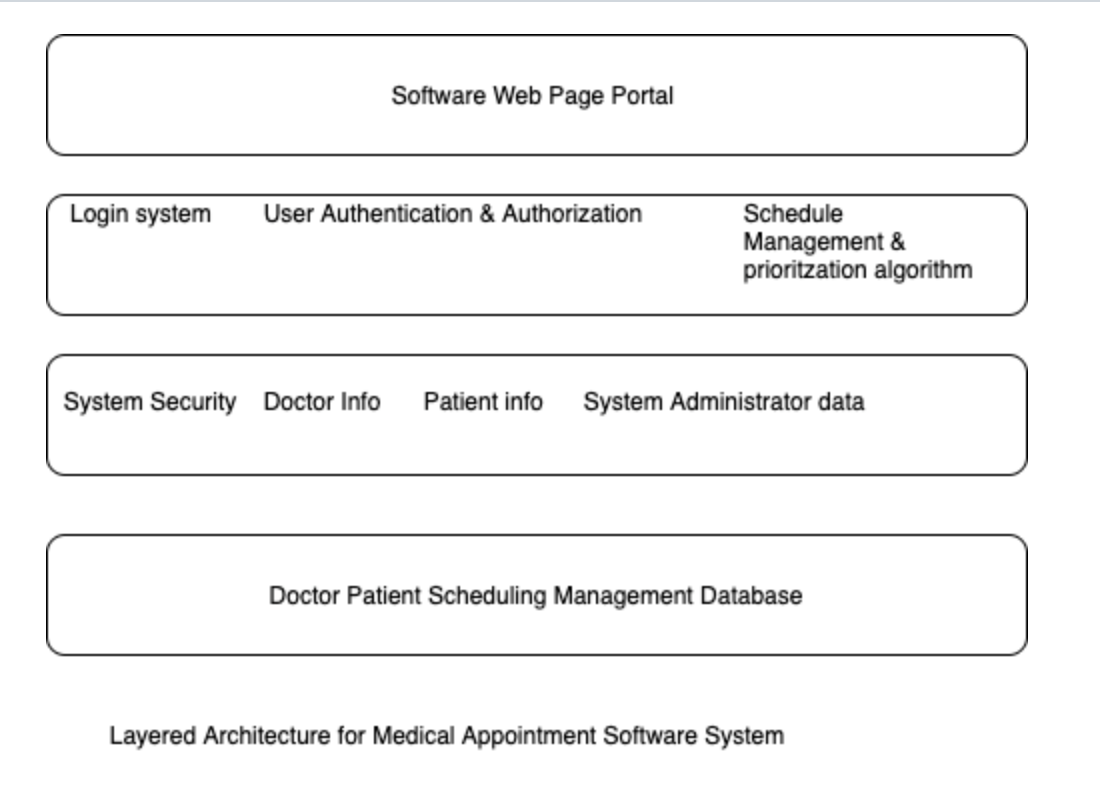 Software Web Page Portal
Login system
User Authentication & Authorization
Schedule
Management &
prioritzation algorithm
System Security
Doctor Info
Patient info
System Administrator data
Doctor Patient Scheduling Management Database
Layered Architecture for Medical Appointment Software System